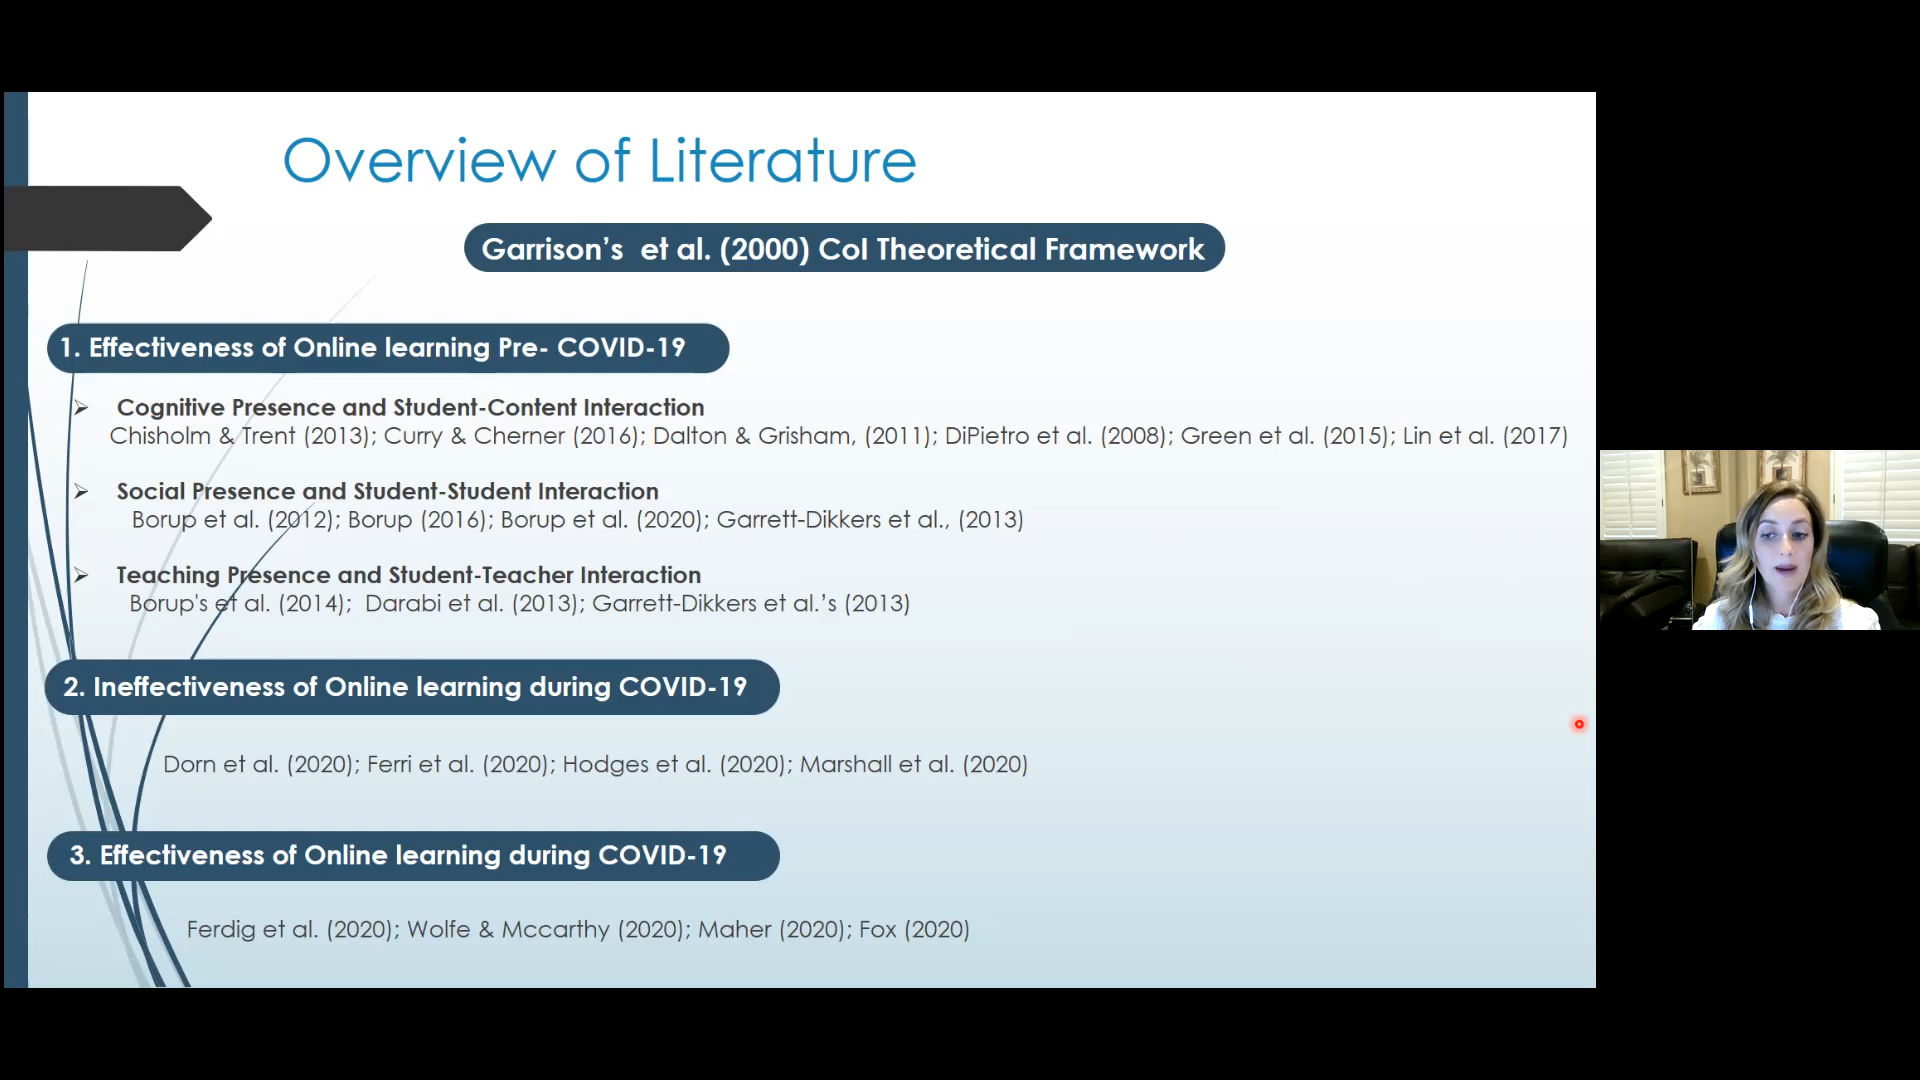 Overview of Literature
Garrison’s  et al. (2000) CoI Theoretical Framework
1. Effectiveness of Online learning Pre- COVID-19
Cognitive Presence and Student-Content Interaction
Chisholm & Trent (2013); Curry & Cherner (2016); Dalton & Grisham, (2011); DiPietro et al. (2008); Green et al. (2015); Lin et al. (2017)
Social Presence and Student-Student Interaction
Borup et al. (2012); Borup (2016); Borup et al. (2020); Garrett-Dikkers et al., (2013)
Teaching Presence and Student-Teacher Interaction
Borup's et al. (2014);  Darabi et al. (2013); Garrett-Dikkers et al.’s (2013)
2. Ineffectiveness of Online learning during COVID-19
Dorn et al. (2020); Ferri et al. (2020); Hodges et al. (2020); Marshall et al. (2020)
3. Effectiveness of Online learning during COVID-19
Ferdig et al. (2020); Wolfe & Mccarthy (2020); Maher (2020); Fox (2020)